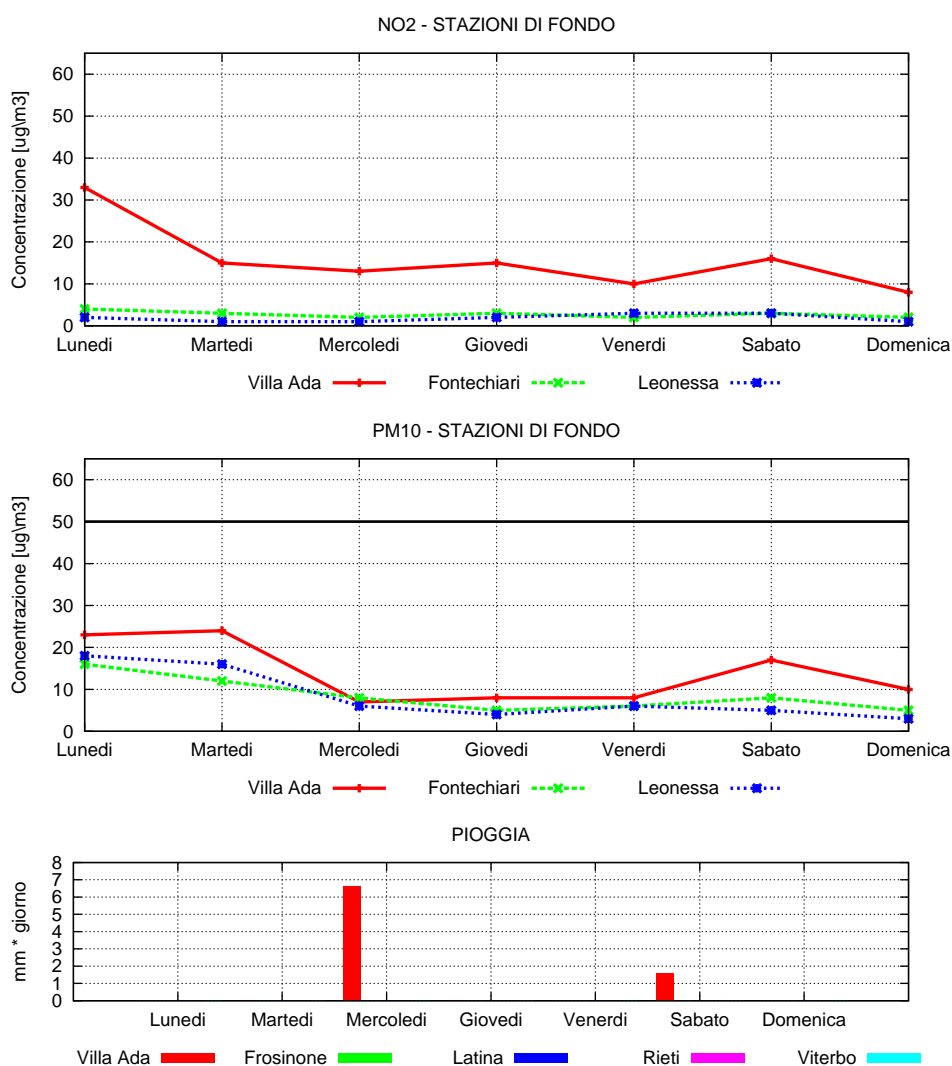 NO2 - STAZIONI DI FONDO
Concentrazione [ug\m3]
60
50
40
30
20
10
0
Lunedi Martedi Mercoledi Giovedi Venerdi Sabato Domenica
Villa Ada Fontechiari Leonessa
PM10 - STAZIONI DI FONDO
Concentrazione [ug\m3]
60
50
40
30
20
10
0
Lunedi Martedi Mercoledi Giovedi Venerdi Sabato Domenica
Villa Ada Fontechiari Leonessa
PIOGGIA
mm * giorno
8
7
6
5
4
3
2
1
0
Lunedi Martedi Mercoledi Giovedi Venerdi Sabato Domenica
Villa Ada Frosinone Latina Rieti Viterbo